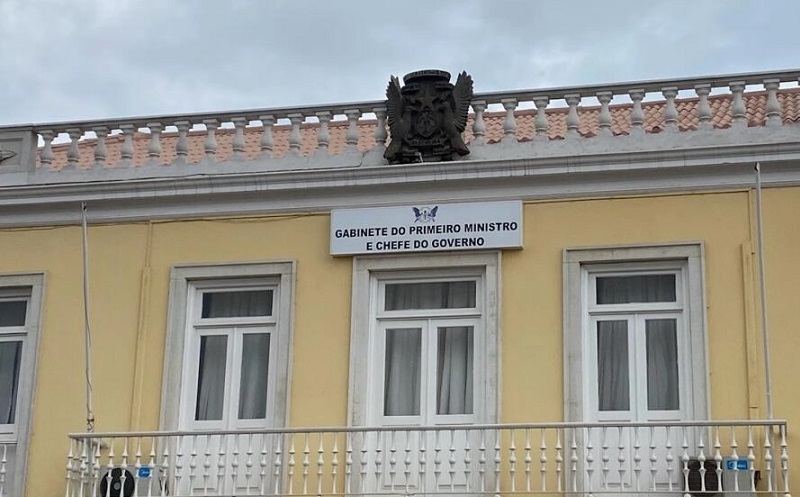 GABINETE DO PRIMEIRO MINISTRO
E CHEFE DO GOVERNO